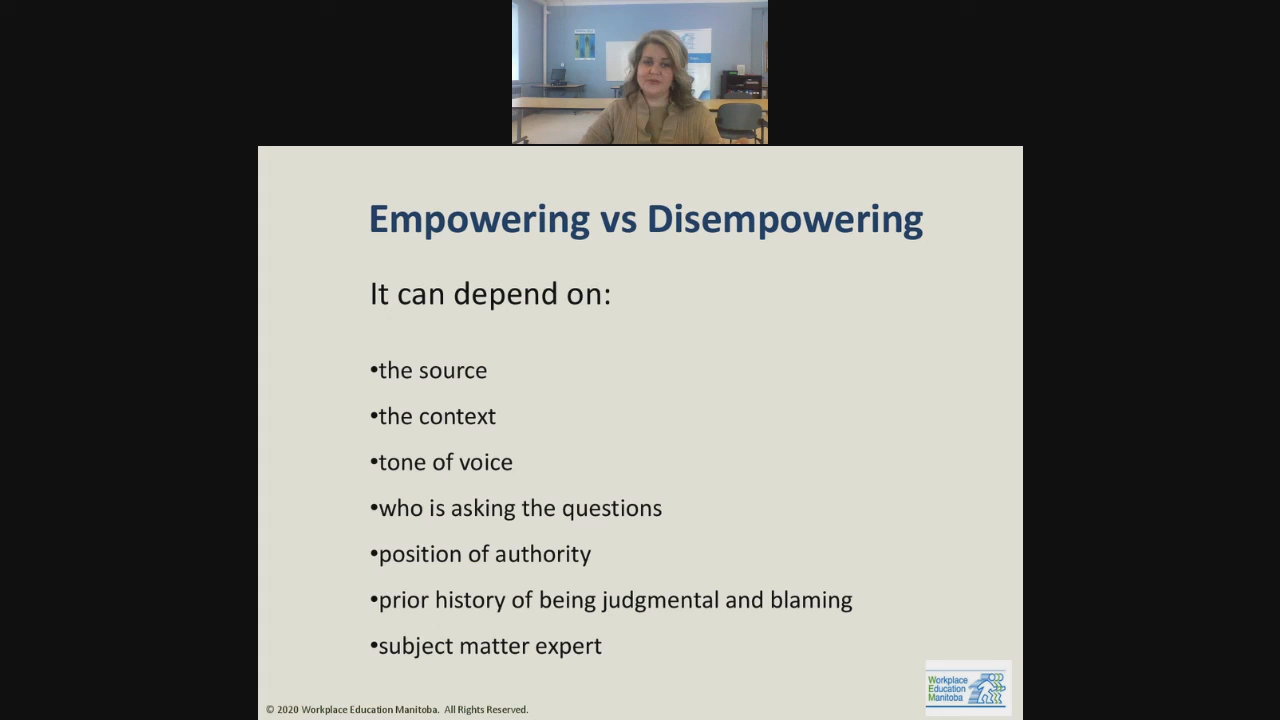 Empowering vs Disempowering
It can depend on:
•the source
•the context
•tone of voice
•who is asking the questions
•position of authority
•prior history of being judgmental and blaming
•subject matter expert
Workplace
Education
Manitoba
© 2020 Workplace Education Manitoba. All Rights Reserved.